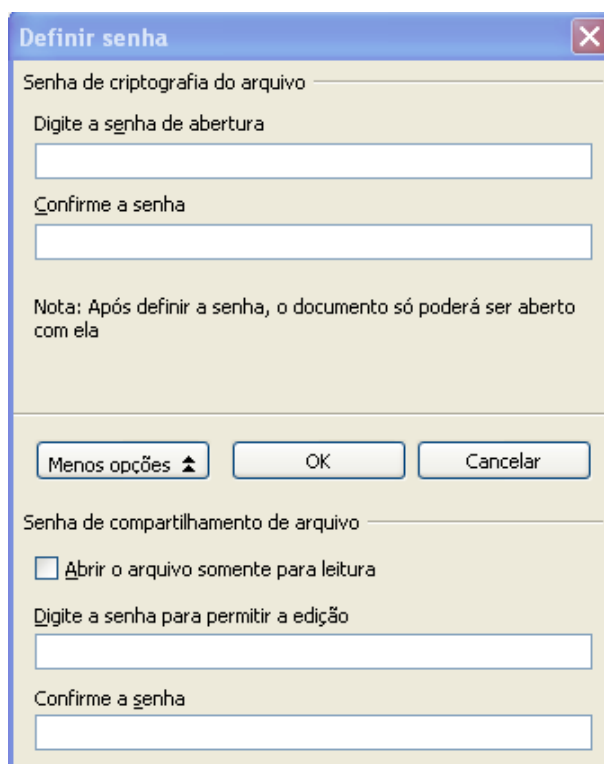 Definir senha
Senha de criptografia do arquivo
Digite a senha de abertura
Confirme a senha
Nota: Após definir a senha, o documento só poderá ser aberto
com ela
Menos opções OK Cancelar
Senha de compartilhamento de arquivo
Abrir o arquivo somente para leitura
Digite a senha para permitir a edição
Confirme a senha